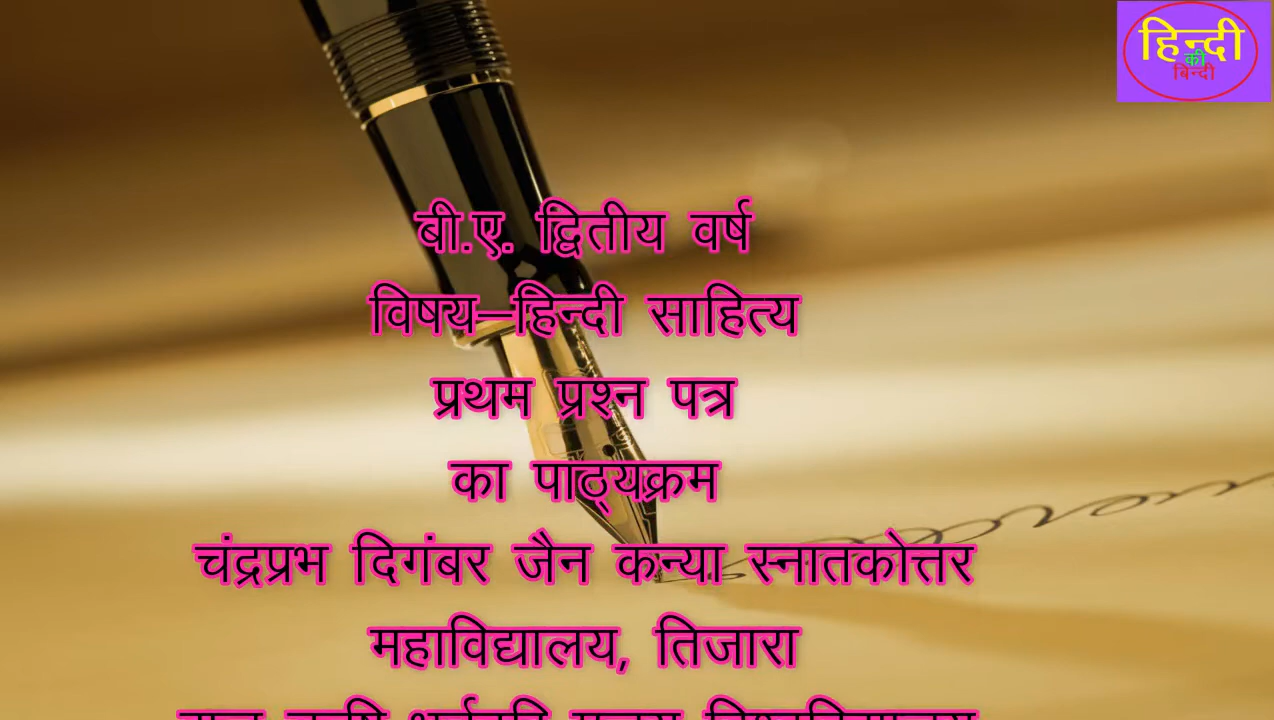 हिन्दी
की
बिन्दी
बी.ए. द्वितीय वर्ष
विषय–हिन्दी साहित्य
प्रथम प्रश्न पत्र
का पाठ्यक्रम
चंद्रप्रभ दिगंबर जैन कन्या स्नातकोत्तर
महाविद्यालय, तिजारा